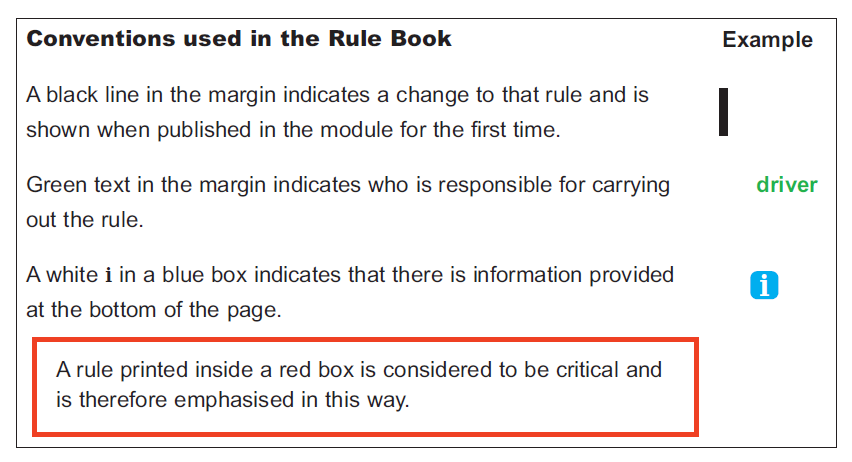 Conventions used in the Rule Book Example
A black line in the margin indicates a change to that rule and is
shown when published in the module for the first time.
Green text in the margin indicates who is responsible for carrying driver
out the rule.
A white i in a blue box indicates that there is information provided
at the bottom of the page. i
A rule printed inside a red box is considered to be critical and
is therefore emphasised in this way.